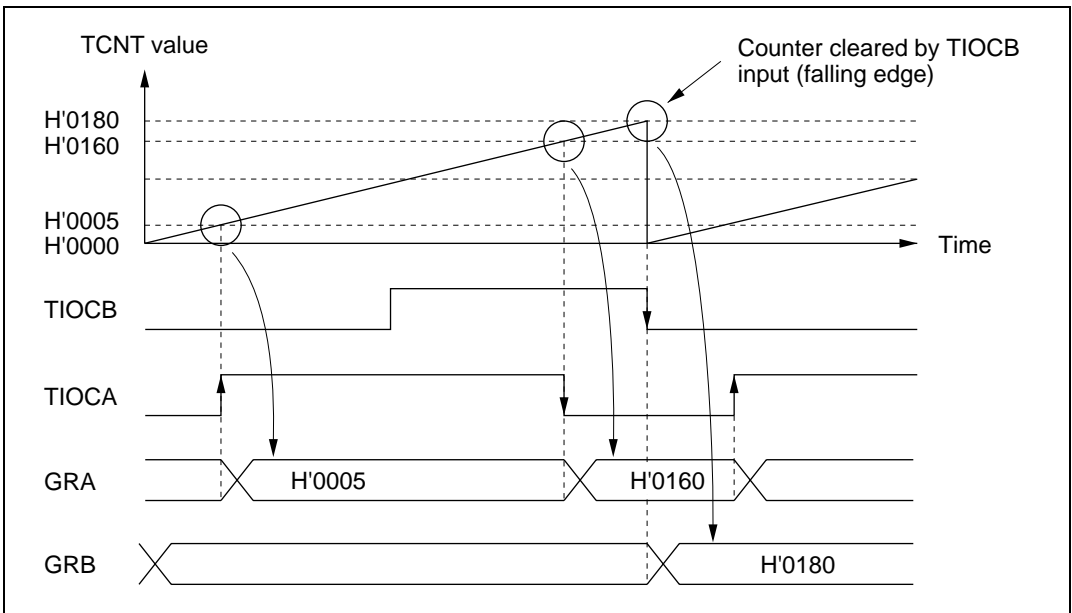 TCNT value
Counter cleared by TIOCB
input (falling edge)
H'0180
H'0160
H'0005
H'0000
Time
TIOCB
TIOCA
GRA
H'0005
H'0160
GRB
H'0180